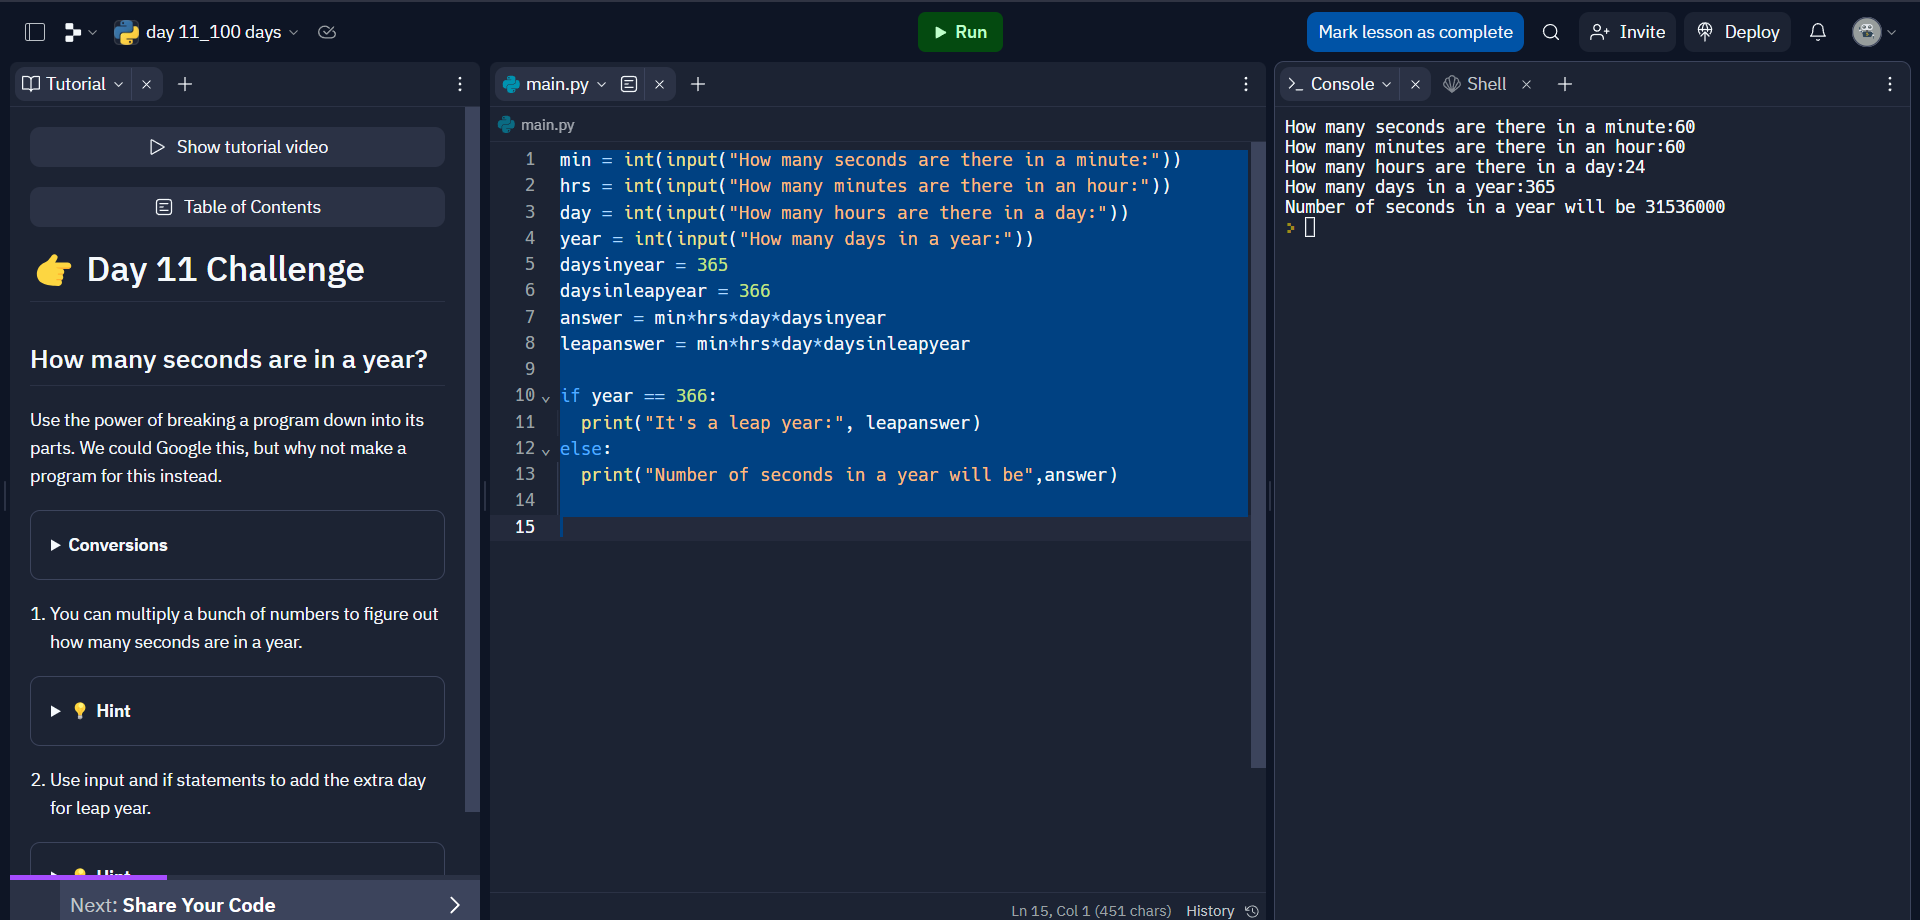 day 11_100 days
Run
Mark lesson as complete
Invite
Deploy
Tutorial
Show tutorial video
Table of Contents
👉 Day 11 Challenge
How many seconds are in a year?
Use the power of breaking a program down into its
parts. We could Google this, but why not make a
program for this instead.
Conversions
1. You can multiply a bunch of numbers to figure out
how many seconds are in a year.
💡 Hint
2. Use input and if statements to add the extra day
for leap year.
💡 Hint
Next: Share Your Code
main.py
main.py
1 min = int(input("How many seconds are there in a minute:"))
2 hrs = int(input("How many minutes are there in an hour:"))
3 day = int(input("How many hours are there in a day:"))
4 year = int(input("How many days in a year:"))
5 daysinyear = 365
6 daysinleapyear = 366
7 answer = min*hrs*day*daysinyear
8 leapanswer = min*hrs*day*daysinleapyear
9
10 if year == 366:
11   print("It's a leap year:", leapanswer)
12 else:
13   print("Number of seconds in a year will be",answer)
14
15
Ln 15, Col 1 (451 chars) History
Console
Shell
How many seconds are there in a minute:60
How many minutes are there in an hour:60
How many hours are there in a day:24
How many days in a year:365
Number of seconds in a year will be 31536000